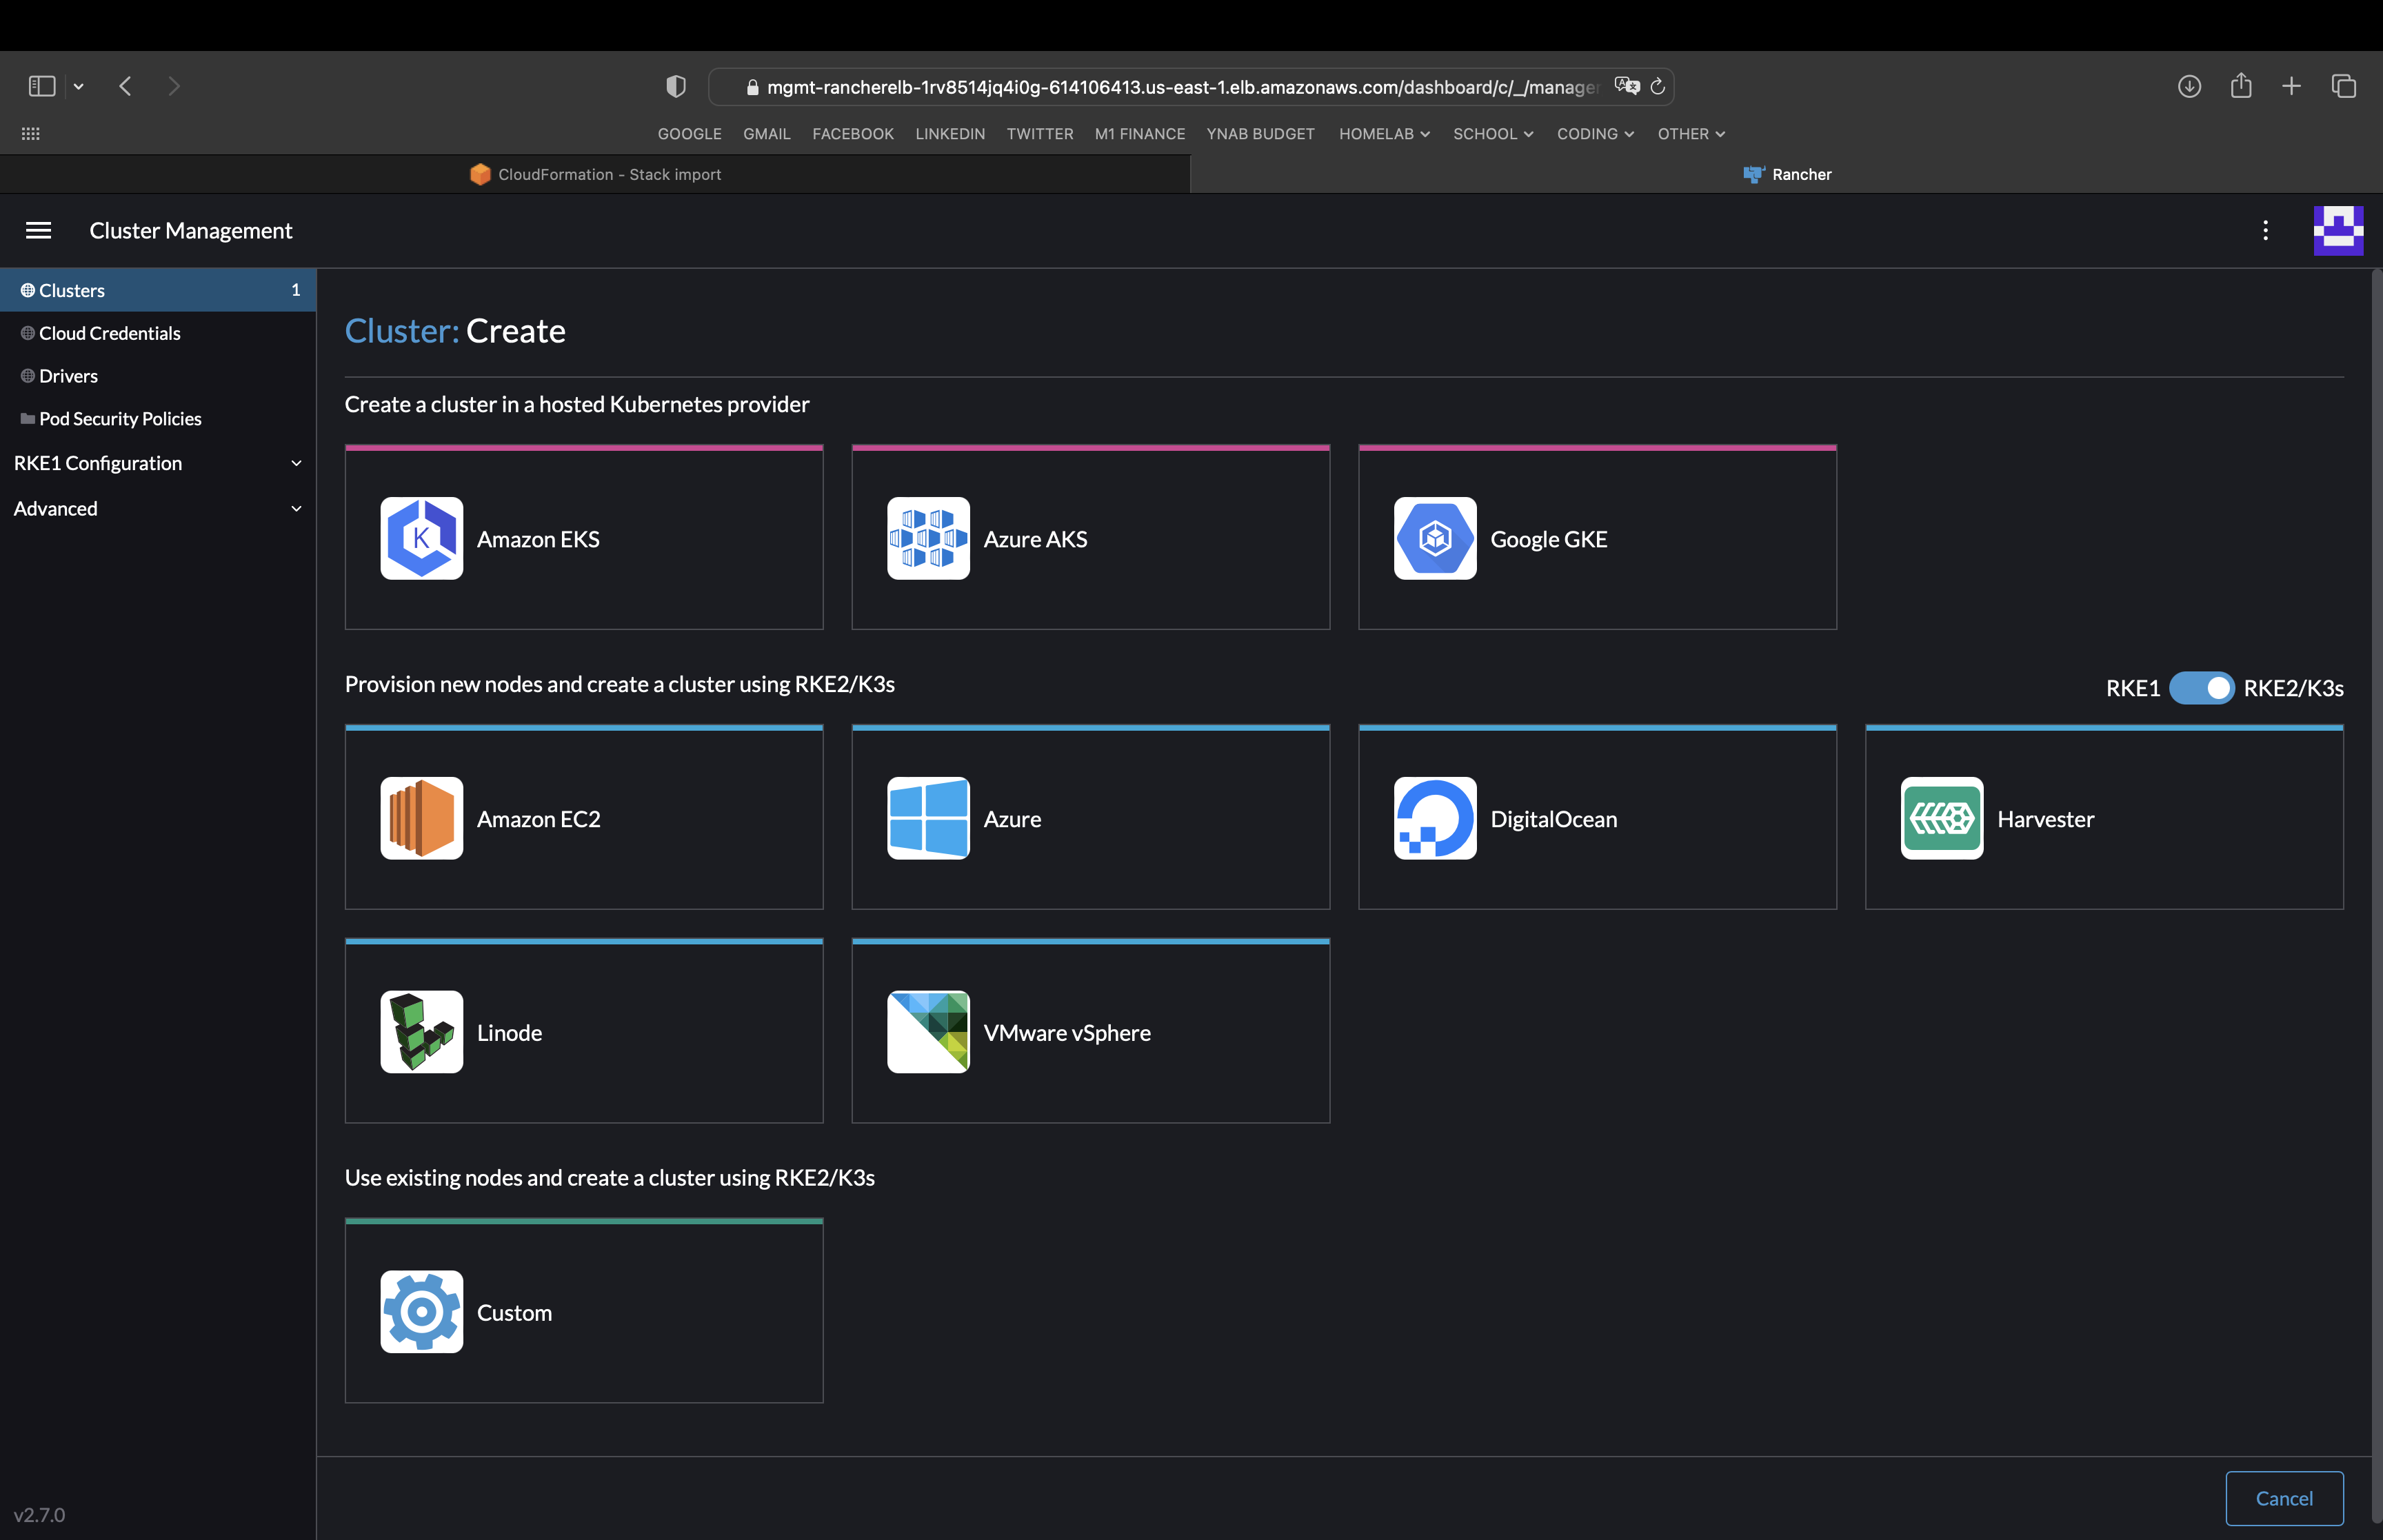 mgmt-rancherelb-1rv8514jq4i0g-614106413.us-east-1.elb.amazonaws.com/dashboard/c/_/manager
GOOGLE GMAIL FACEBOOK LINKEDIN TWITTER M1 FINANCE YNAB BUDGET HOMELAB SCHOOL CODING OTHER
CloudFormation - Stack import Rancher
Cluster Management
Clusters 1
Cloud Credentials
Drivers
Pod Security Policies
RKE1 Configuration
Advanced
v2.7.0
Cluster: Create
Create a cluster in a hosted Kubernetes provider
K Amazon EKS Azure AKS Google GKE
Provision new nodes and create a cluster using RKE2/K3s RKE1 RKE2/K3s
Amazon EC2 Azure DigitalOcean Harvester
Linode VMware vSphere
Use existing nodes and create a cluster using RKE2/K3s
Custom
Cancel